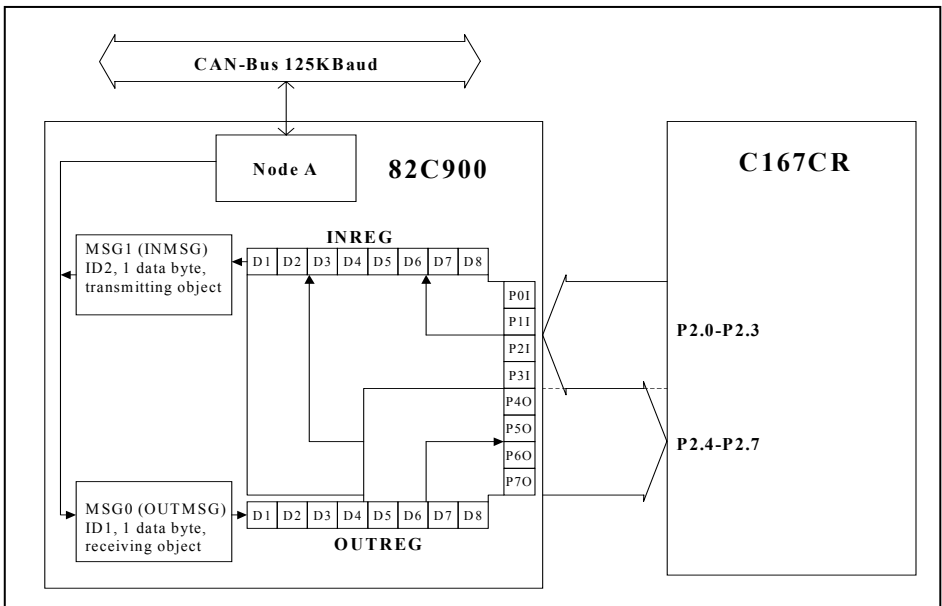 CAN-Bus 125KBaud
Node A
82C900
C167CR
INREG
MSG1 (INMSG)
ID2, 1 data byte,
transmitting object
D1 D2 D3 D4 D5 D6 D7 D8
P0I
P1I
P2I
P3I
P4O
P5O
P6O
P7O
P2.0-P2.3
P2.4-P2.7
MSG0 (OUTMSG)
ID1, 1 data byte,
receiving object
D1 D2 D3 D4 D5 D6 D7 D8
OUTREG